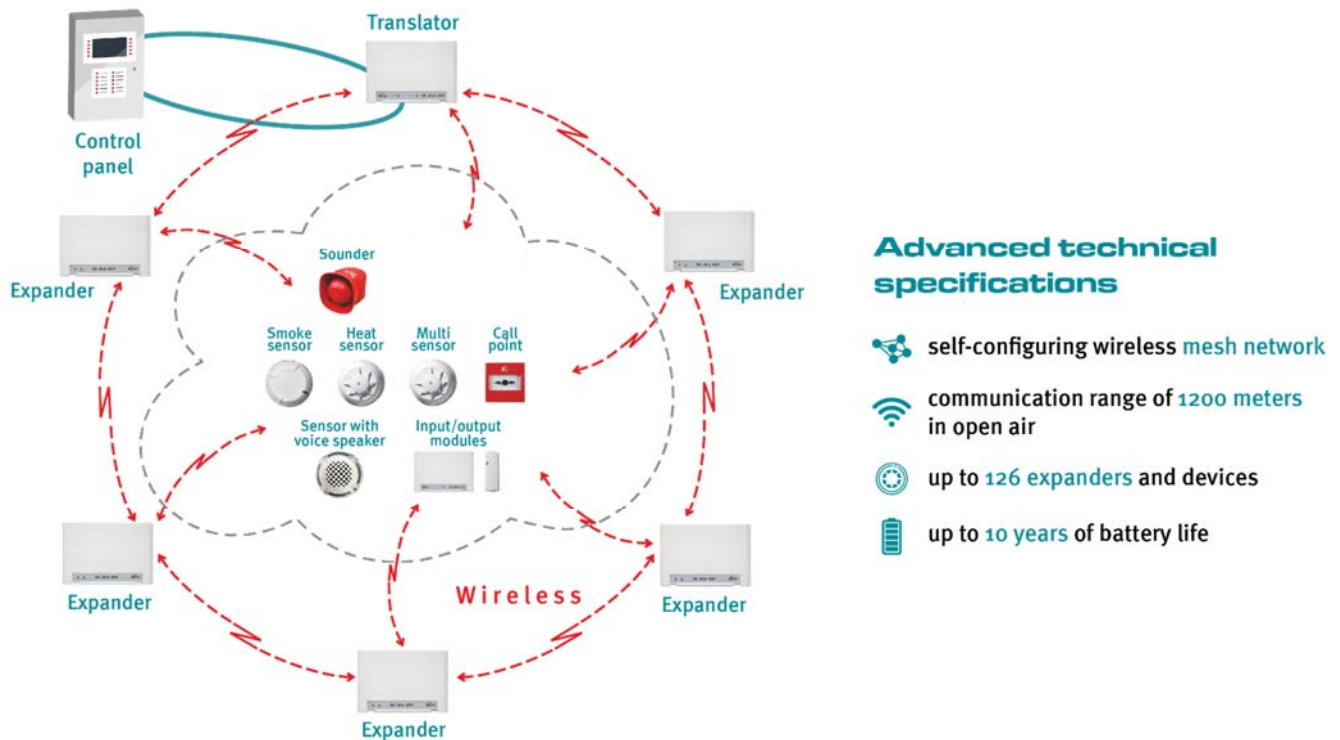 Translator
Control
panel
Expander
Sounder
Expander
Smoke
sensor
Heat
sensor
Multi
sensor
Call
point
Sensor with
voice speaker
Input/output
modules
Expander
Wireless
Expander
Expander
Advanced technical
specifications
self-configuring wireless mesh network
communication range of 1200 meters
in open air
up to 126 expanders and devices
up to 10 years of battery life